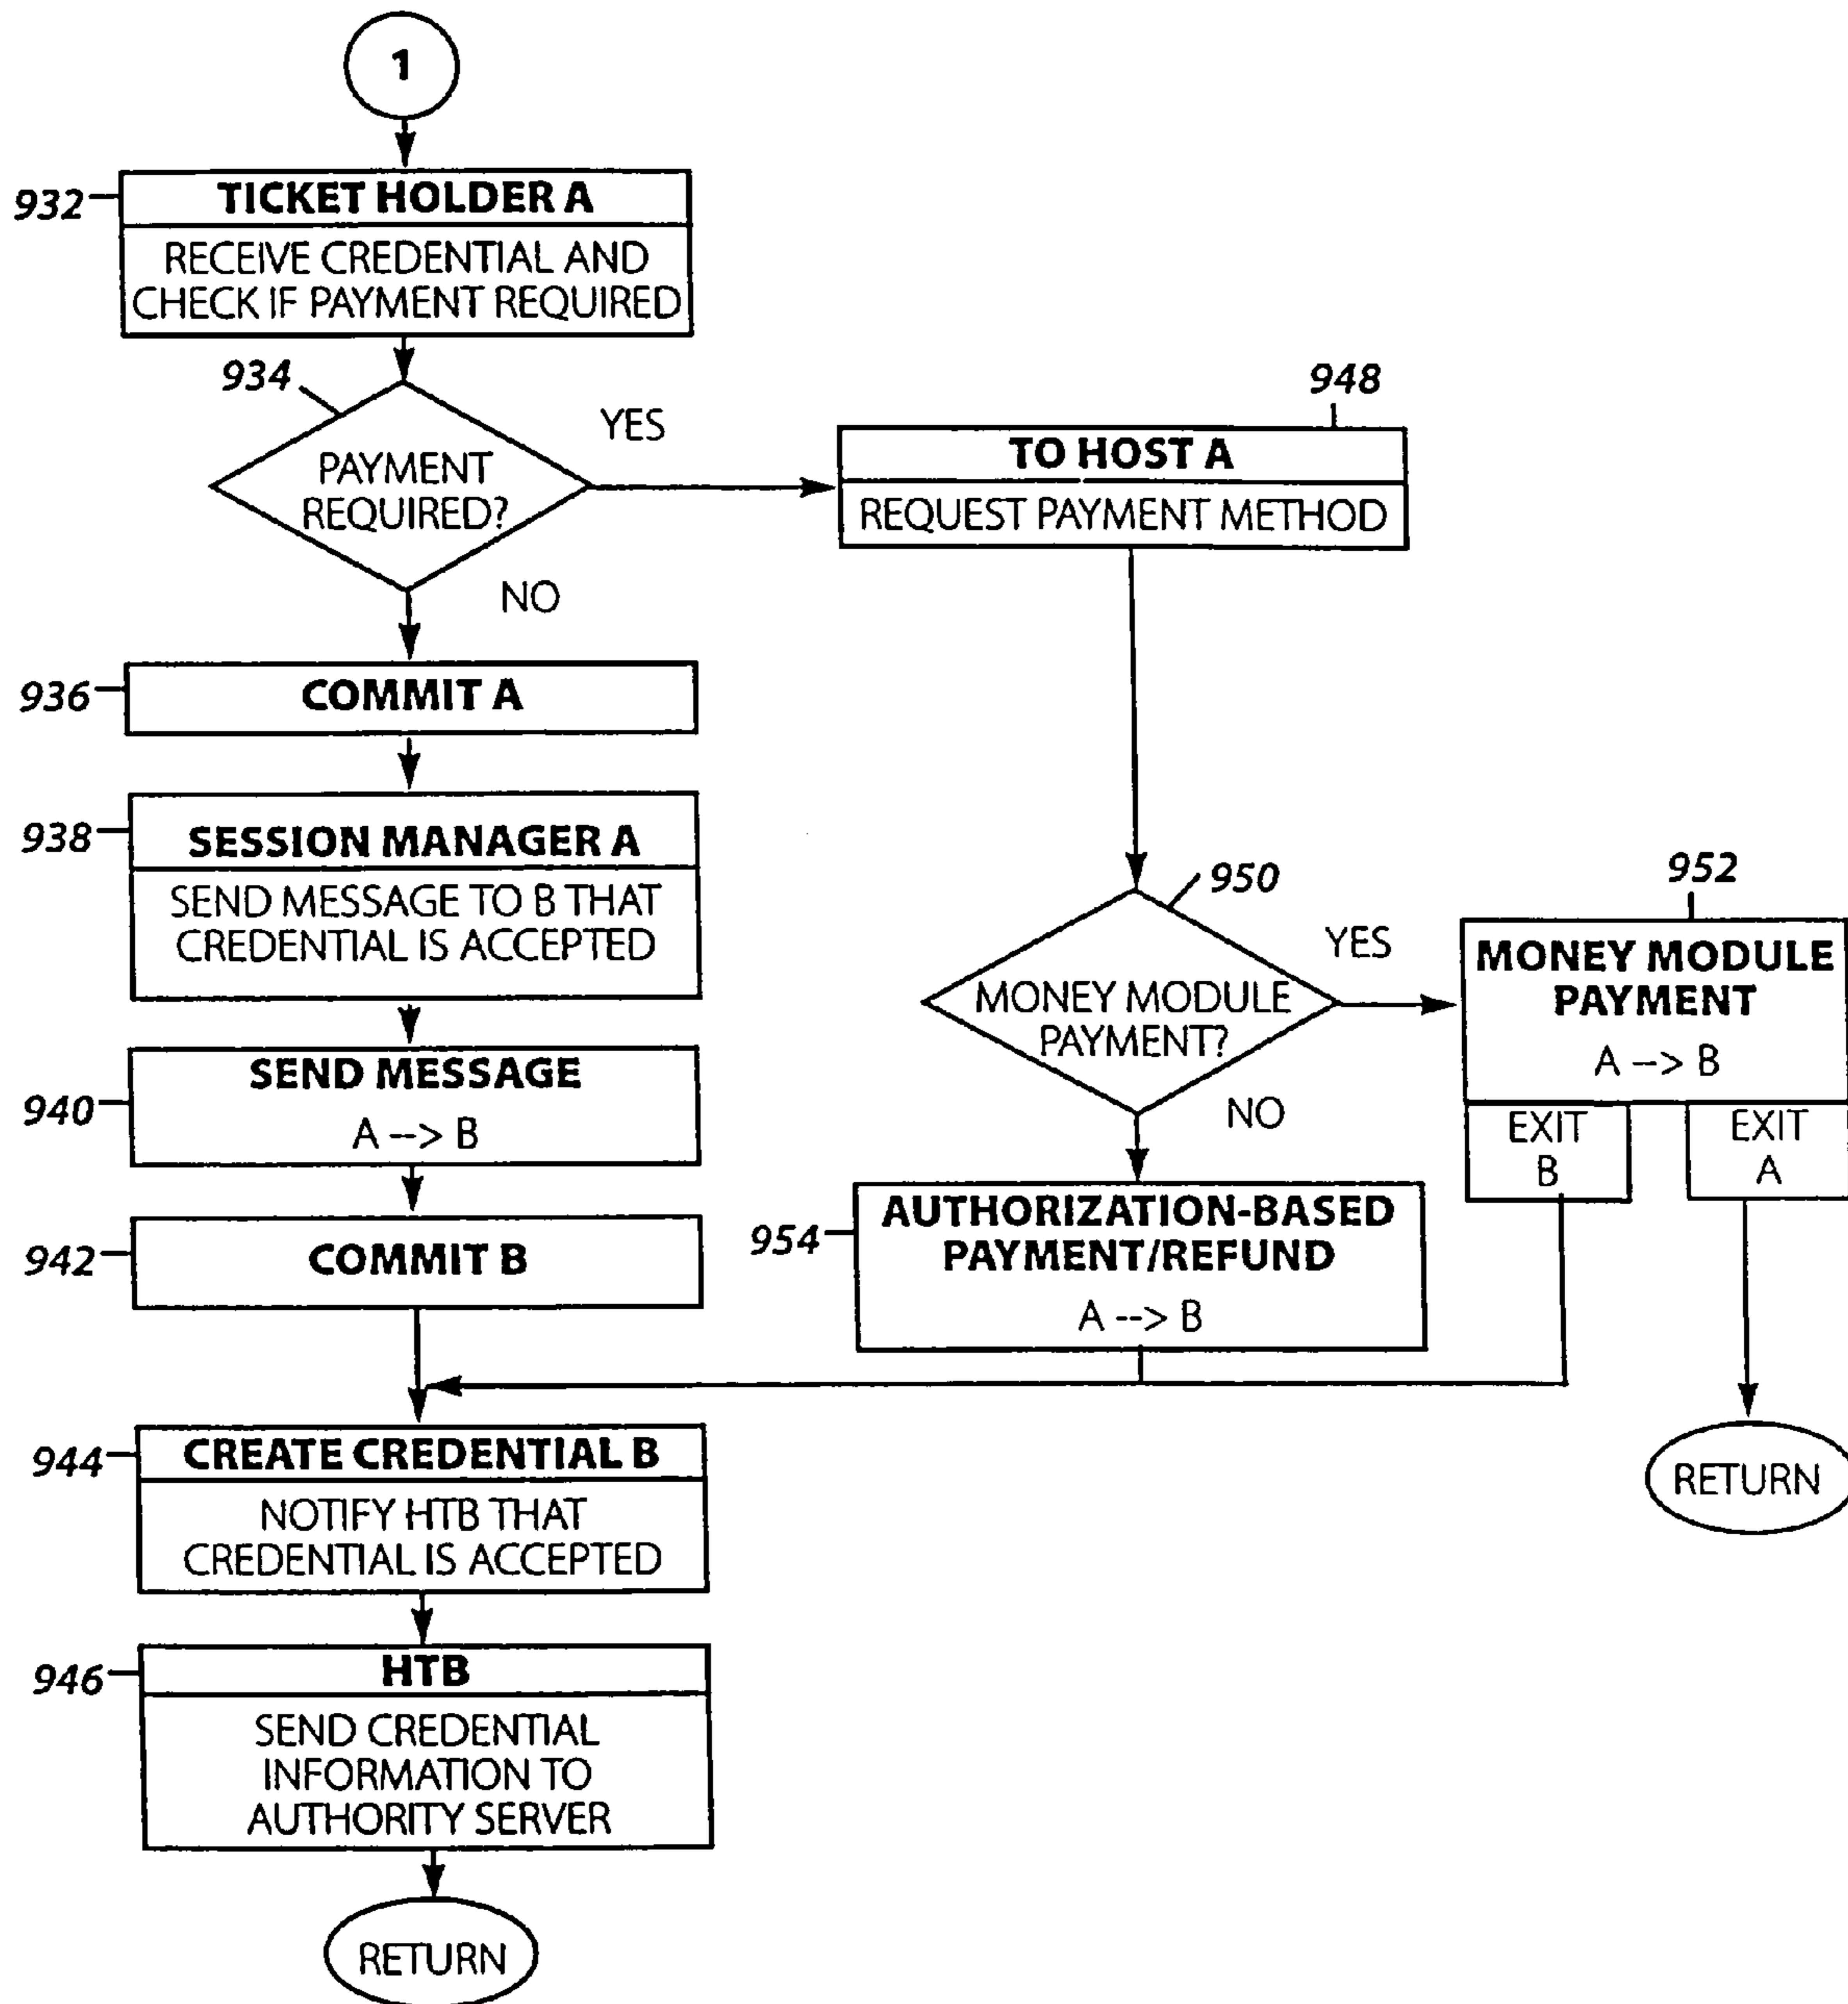 1
932
TICKET HOLDER A
RECEIVE CREDENTIAL AND
CHECK IF PAYMENT REQUIRED
934
PAYMENT
REQUIRED?
YES
NO
948
TO HOST A
REQUEST PAYMENT METHOD
936
COMMIT A
938
SESSION MANAGER A
SEND MESSAGE TO B THAT
CREDENTIAL IS ACCEPTED
940
SEND MESSAGE
A --> B
942
COMMIT B
950
MONEY MODULE
PAYMENT?
YES
NO
952
MONEY MODULE
PAYMENT
A --> B
EXIT
B
EXIT
A
954
AUTHORIZATION-BASED
PAYMENT/REFUND
A --> B
RETURN
944
CREATE CREDENTIAL B
NOTIFY HTB THAT
CREDENTIAL IS ACCEPTED
946
HTB
SEND CREDENTIAL
INFORMATION TO
AUTHORITY SERVER
RETURN